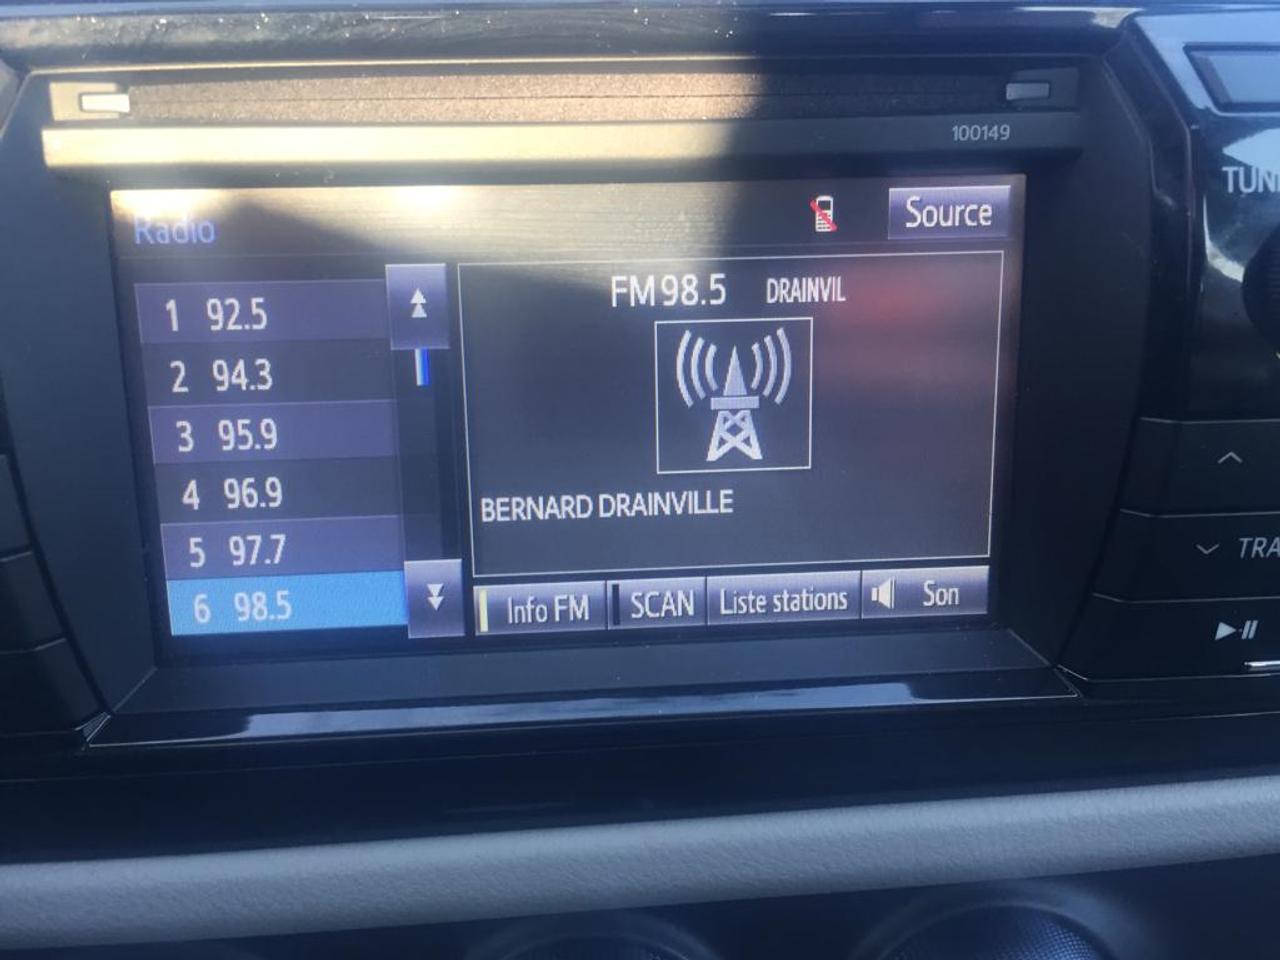 100149
TUN
Radio
Source
FM 98.5 DRAINVIL
1 92.5
2 94.3
3 95.9
4 96.9
5 97.7
6 98.5
BERNARD DRAINVILLE
Info FM
SCAN
Liste stations
Son
TRA